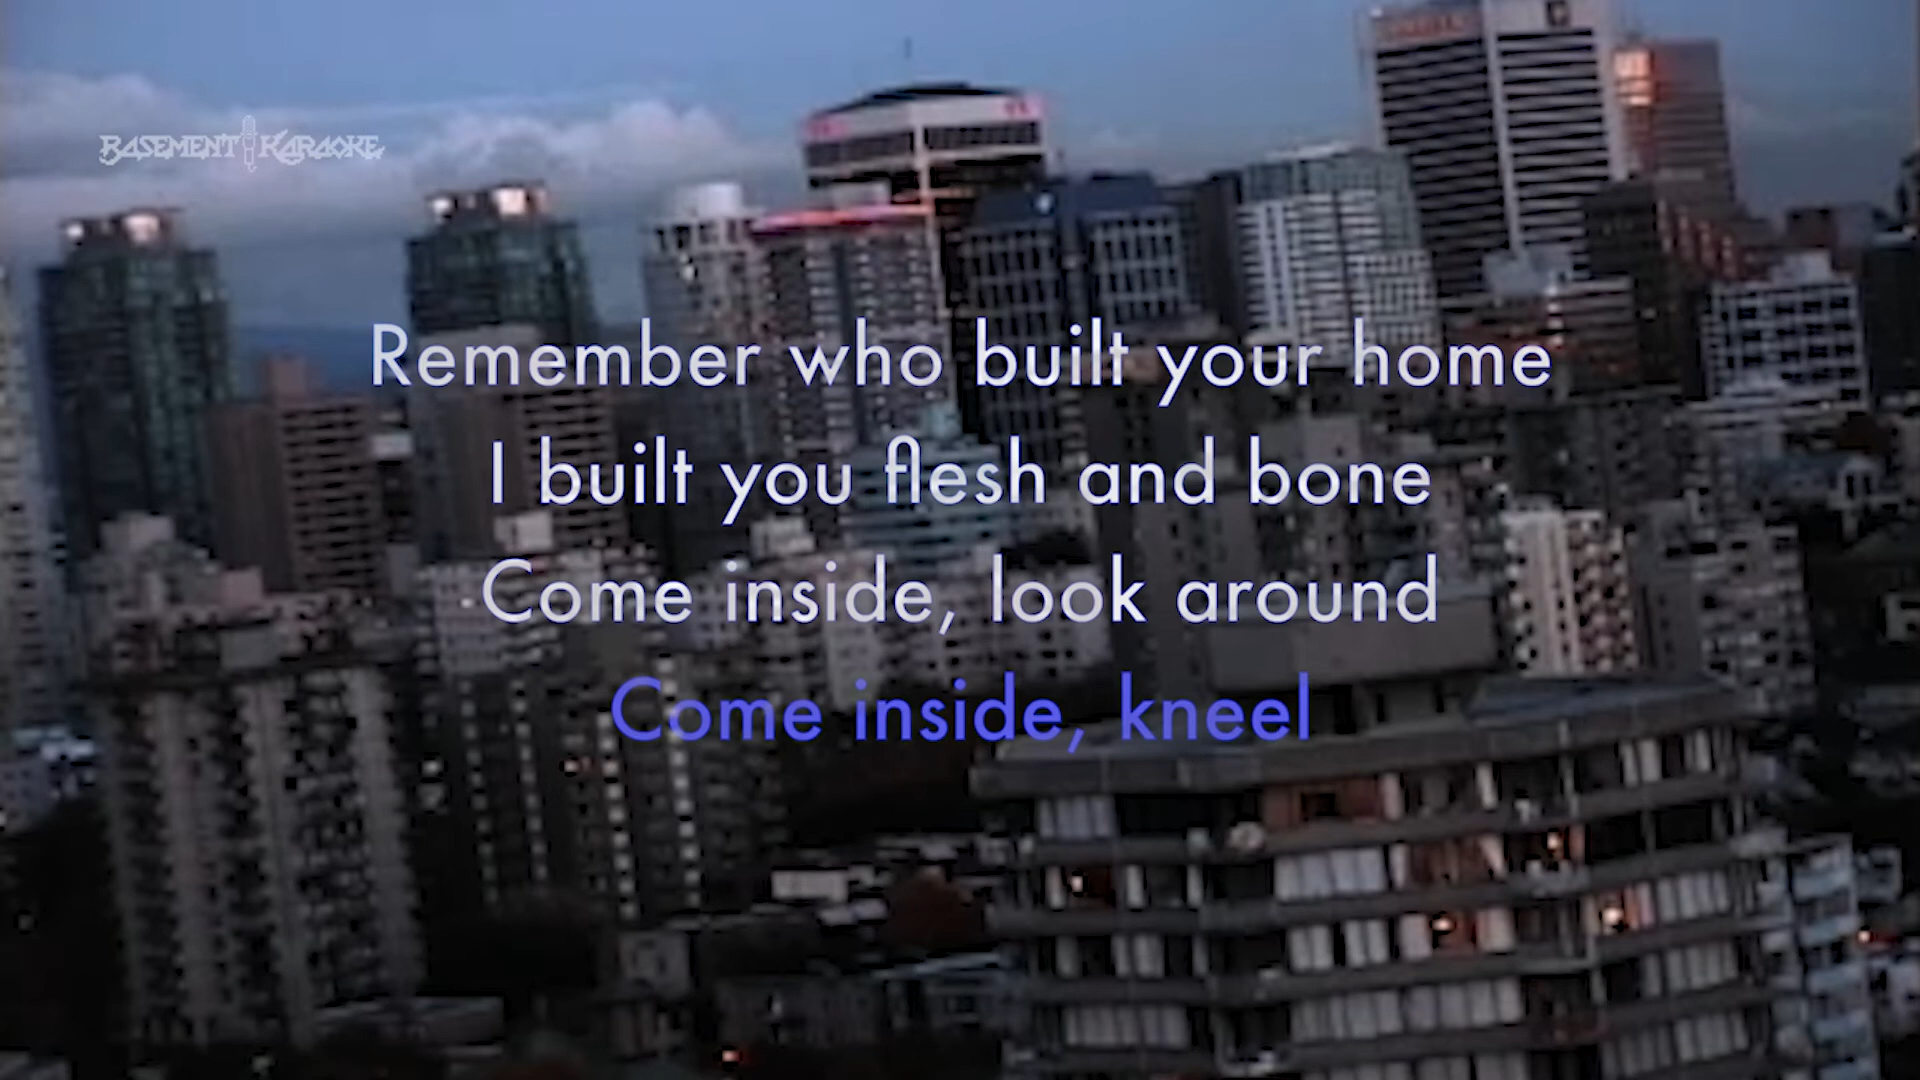 BASEMENT KARAOKE
Remember who built your home
I built you flesh and bone
Come inside, look around
Come inside, kneel